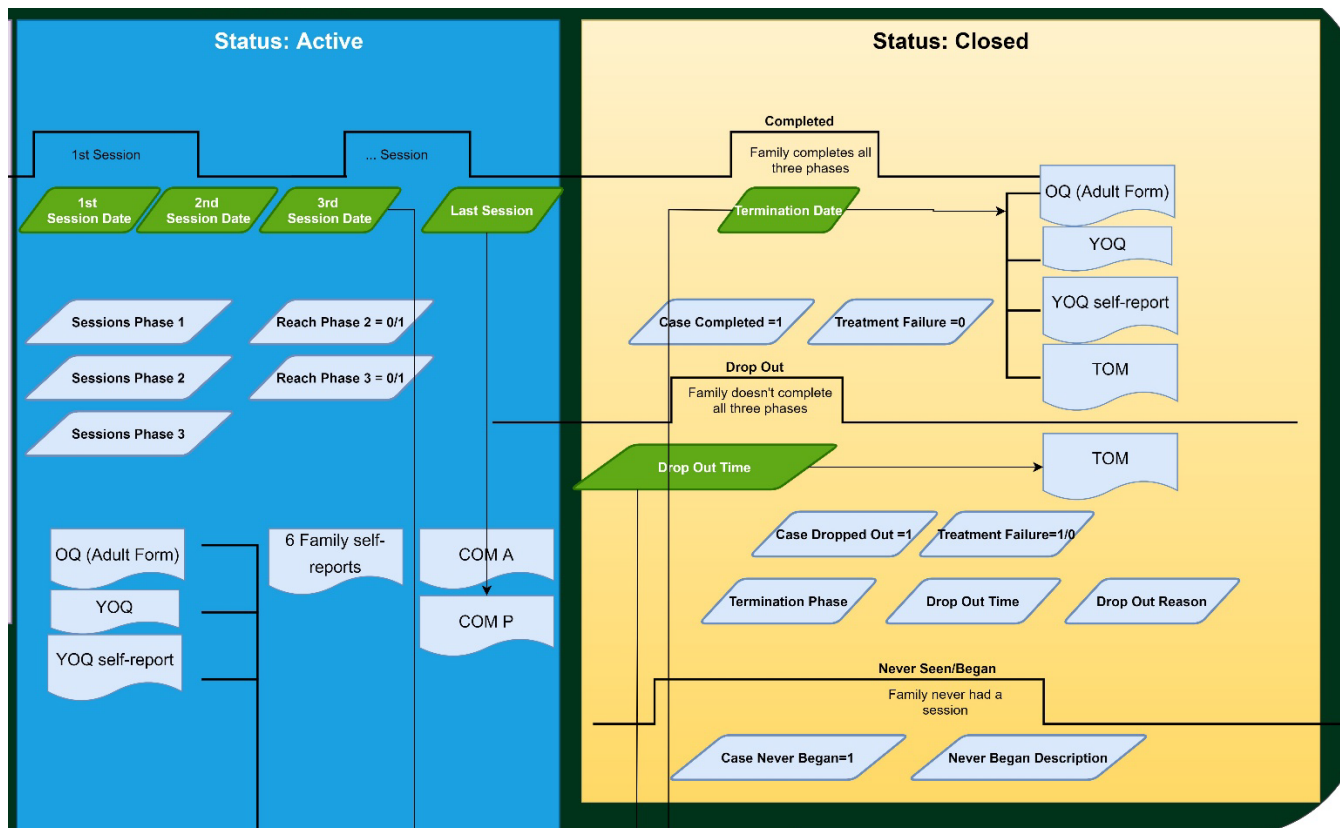 Status: Active
1st Session
... Session
1st
Session Date
2nd
Session Date
3rd
Session Date
Last Session
Sessions Phase 1
Reach Phase 2 = 0/1
Sessions Phase 2
Reach Phase 3 = 0/1
Sessions Phase 3
OQ (Adult Form)
YOQ
YOQ self-report
6 Family self-
reports
COM A
COM P
Status: Closed
Completed
Family completes all
three phases
Termination Date
OQ (Adult Form)
YOQ
YOQ self-report
TOM
Case Completed =1
Treatment Failure =0
Drop Out
Family doesn't complete
all three phases
Drop Out Time
TOM
Case Dropped Out =1
Treatment Failure=1/0
Termination Phase
Drop Out Time
Drop Out Reason
Never Seen/Began
Family never had a
session
Case Never Began=1
Never Began Description